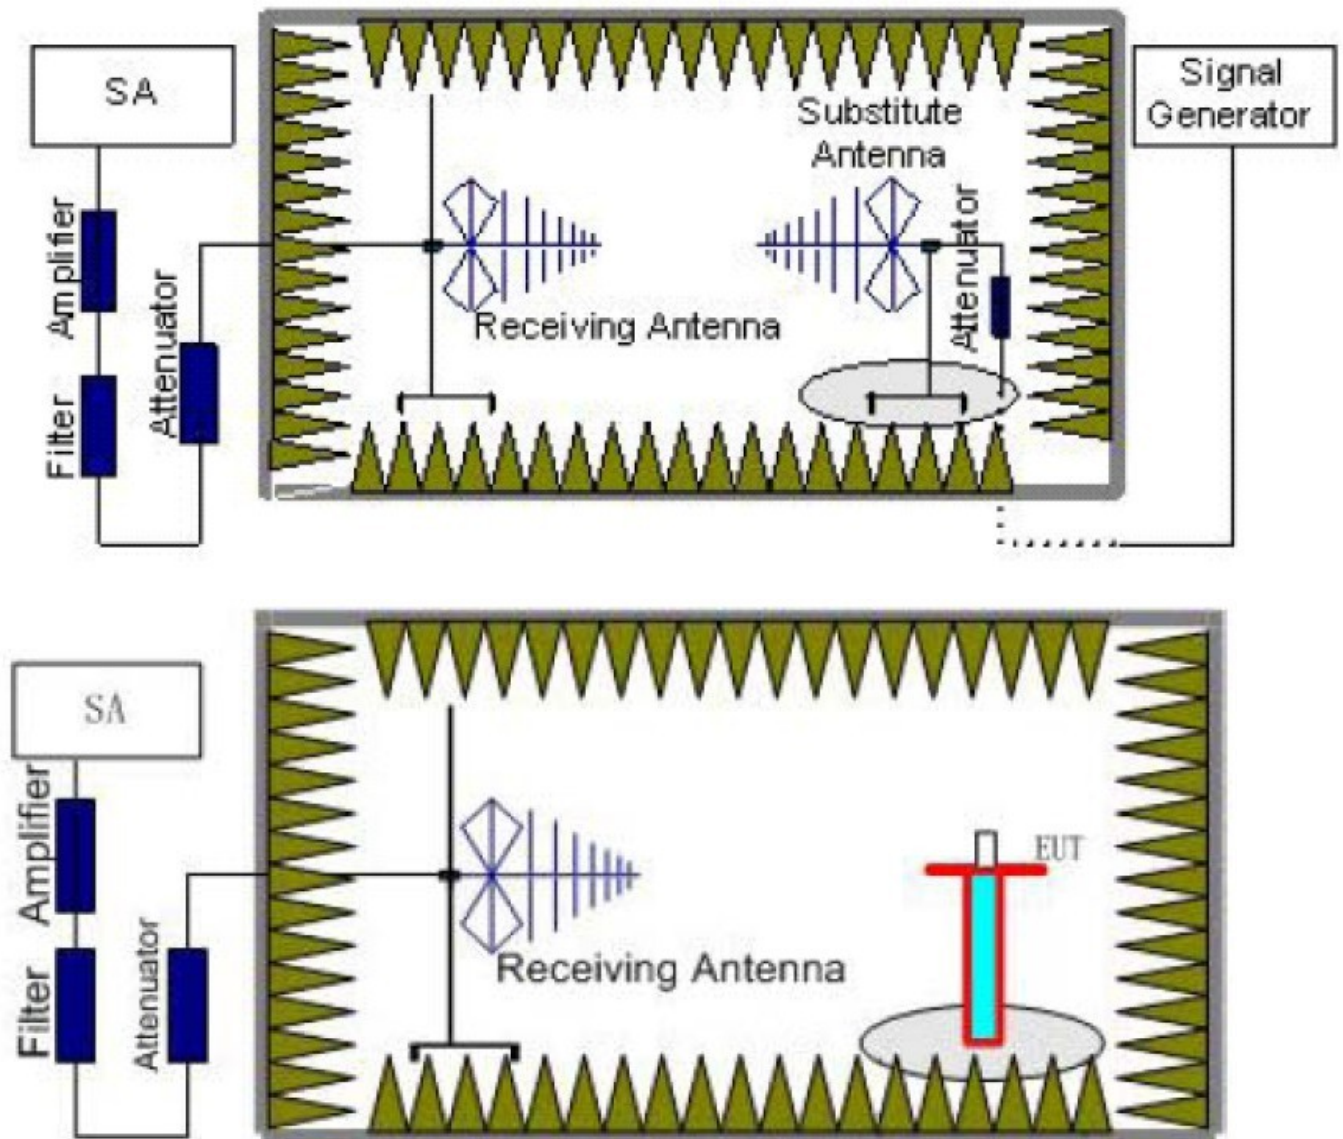 SA
Signal
Generator
Substitute
Antenna
Amplifier
Attenuator
Attenuator
Receiving Antenna
Filter
SA
Amplifier
EUT
Attenuator
Receiving Antenna
Filter